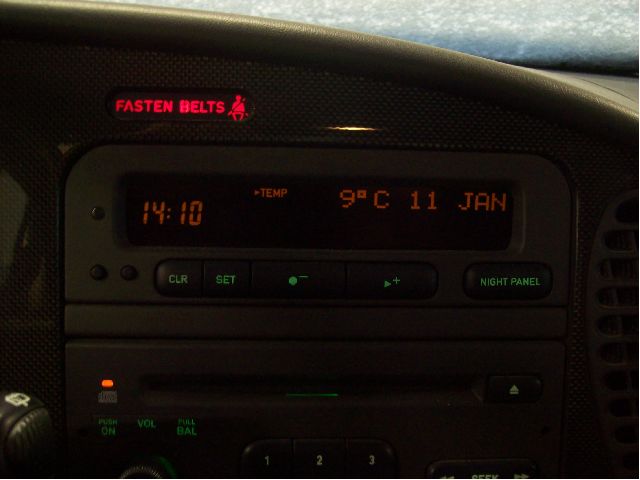 FASTEN BELTS
14:10 TEMP 9°C 11 JAN
CLR SET - + NIGHT PANEL
PUSH ON VOL PULL BAL
1 2 3
SEEK